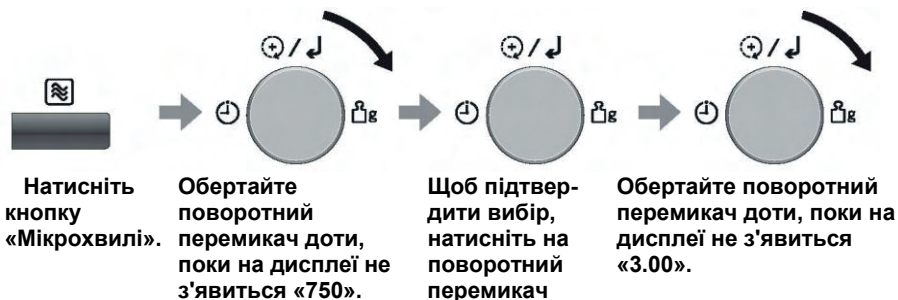 Натисніть
кнопку
«Мікрохвилі».
Обертайте
поворотний
перемикач доти,
поки на дисплеї не
з'явиться «750».
Щоб підтвер-
дити вибір,
натисніть на
поворотний
перемикач
Обертайте поворотний
перемикач доти, поки на
дисплеї не з'явиться
«3.00».
g
g
g